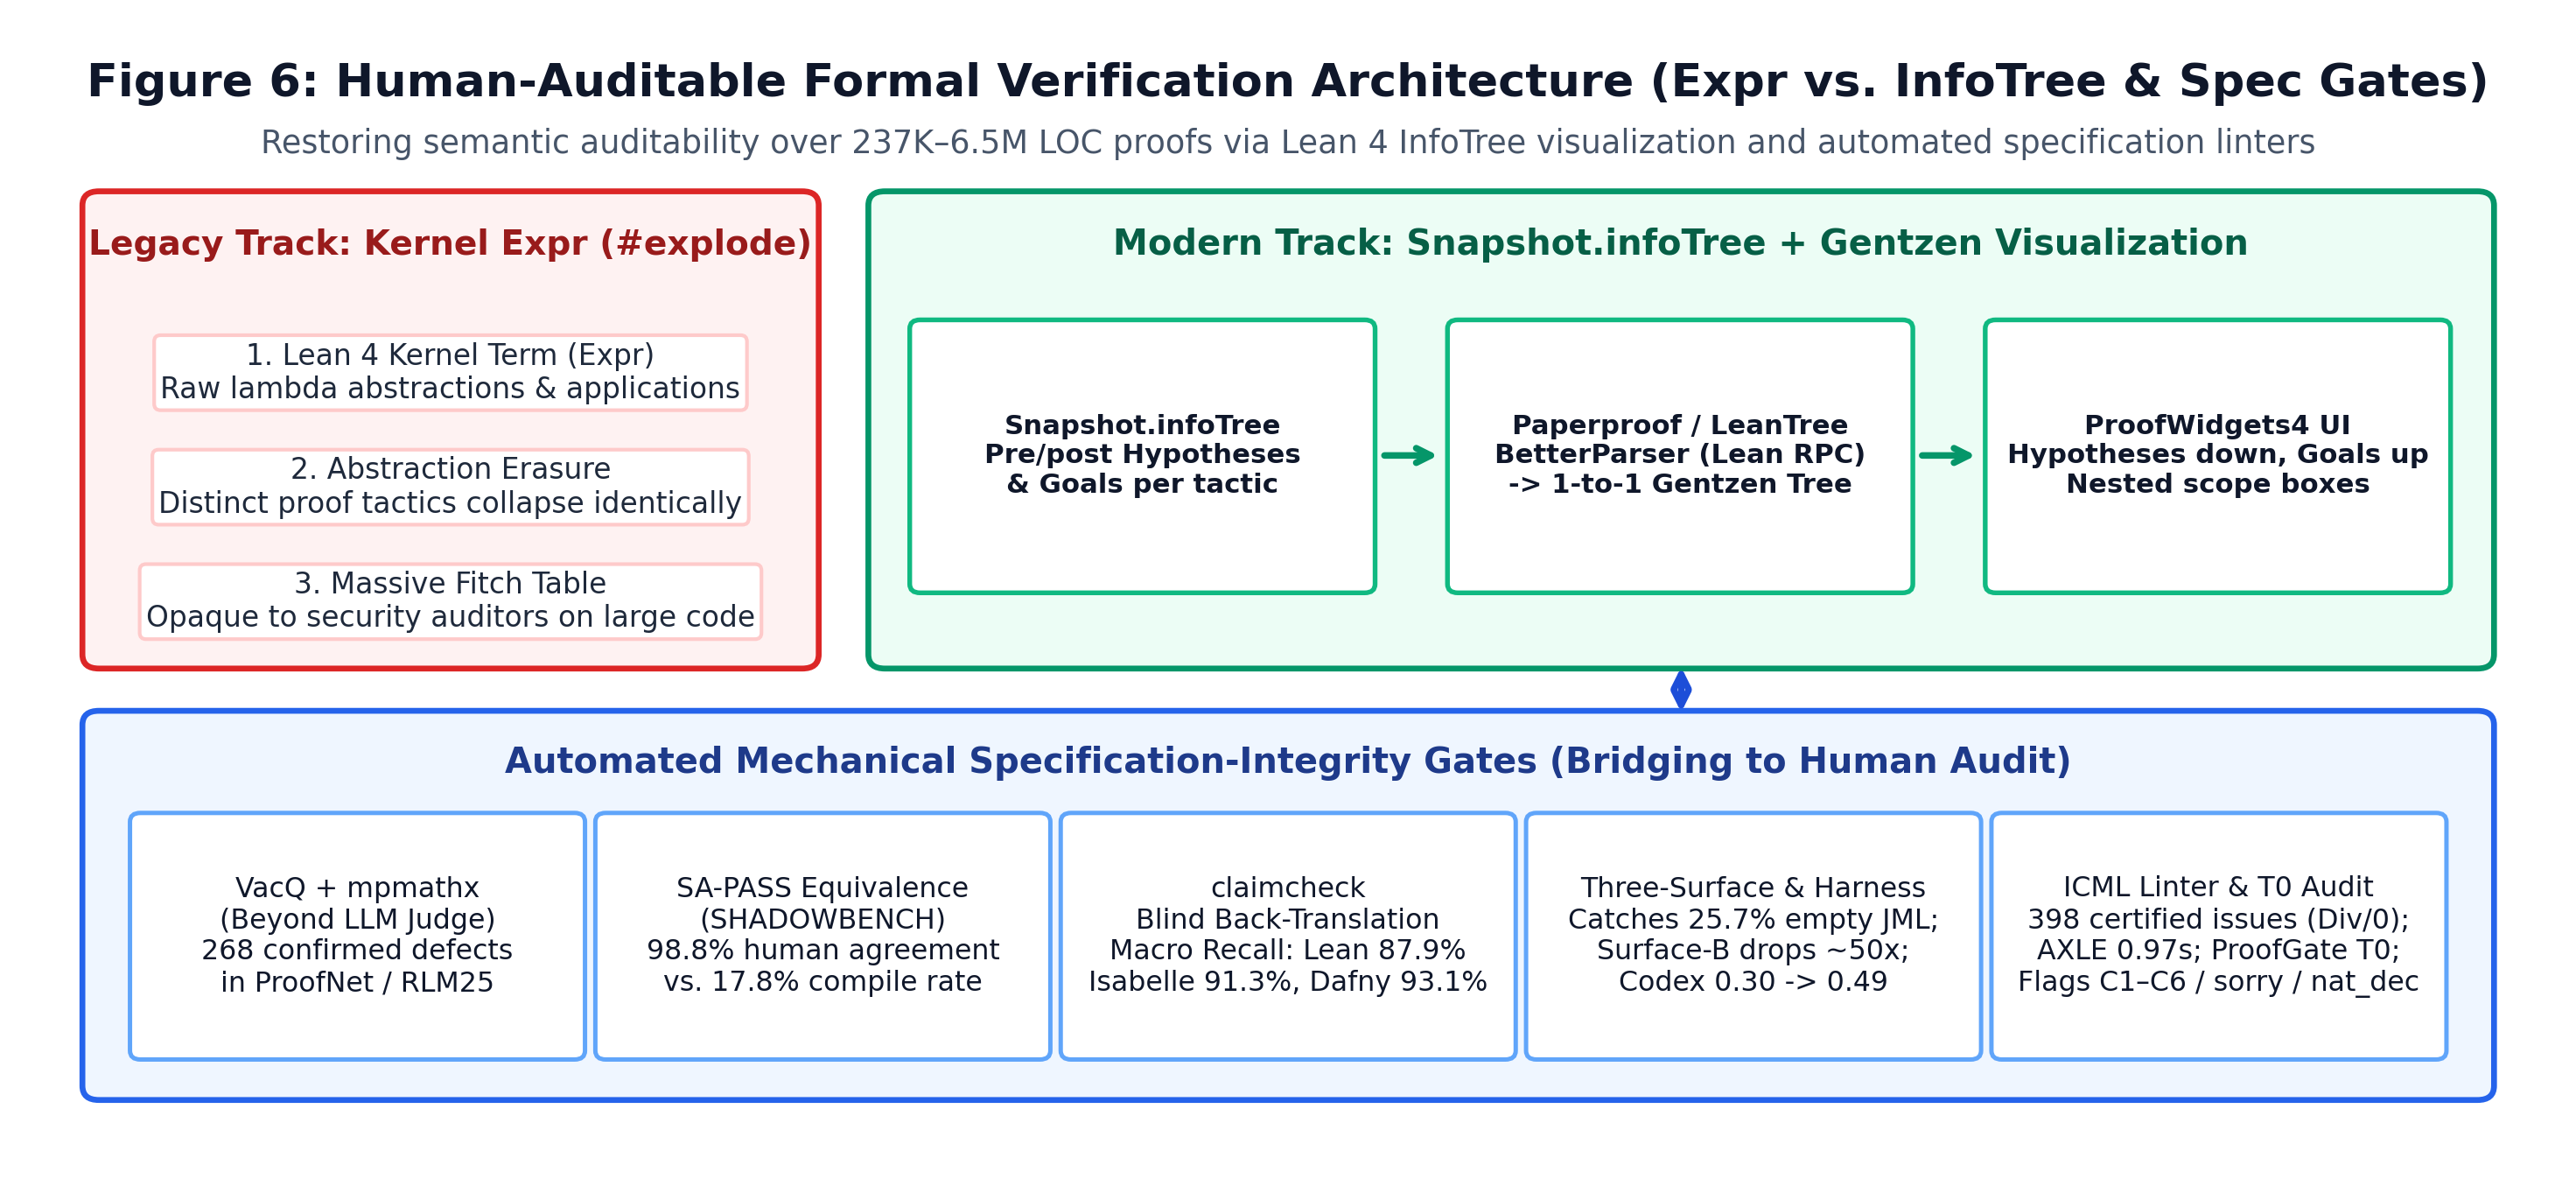 Figure 6: Human-Auditable Formal Verification Architecture (Expr vs. InfoTree & Spec Gates)
Restoring semantic auditability over 237K–6.5M LOC proofs via Lean 4 InfoTree visualization and automated specification linters
Legacy Track: Kernel Expr (#explode)
1. Lean 4 Kernel Term (Expr)
Raw lambda abstractions & applications
2. Abstraction Erasure
Distinct proof tactics collapse identically
3. Massive Fitch Table
Opaque to security auditors on large code
Modern Track: Snapshot.infoTree + Gentzen Visualization
Snapshot.infoTree
Pre/post Hypotheses
& Goals per tactic
Paperproof / LeanTree
BetterParser (Lean RPC)
-> 1-to-1 Gentzen Tree
ProofWidgets4 UI
Hypotheses down, Goals up
Nested scope boxes
Automated Mechanical Specification-Integrity Gates (Bridging to Human Audit)
VacQ + mpmathx
(Beyond LLM Judge)
268 confirmed defects
in ProofNet / RLM25
SA-PASS Equivalence
(SHADOWBENCH)
98.8% human agreement
vs. 17.8% compile rate
claimcheck
Blind Back-Translation
Macro Recall: Lean 87.9%
Isabelle 91.3%, Dafny 93.1%
Three-Surface & Harness
Catches 25.7% empty JML;
Surface-B drops ~50x;
Codex 0.30 -> 0.49
ICML Linter & T0 Audit
398 certified issues (Div/0);
AXLE 0.97s; ProofGate T0;
Flags C1–C6 / sorry / nat_dec